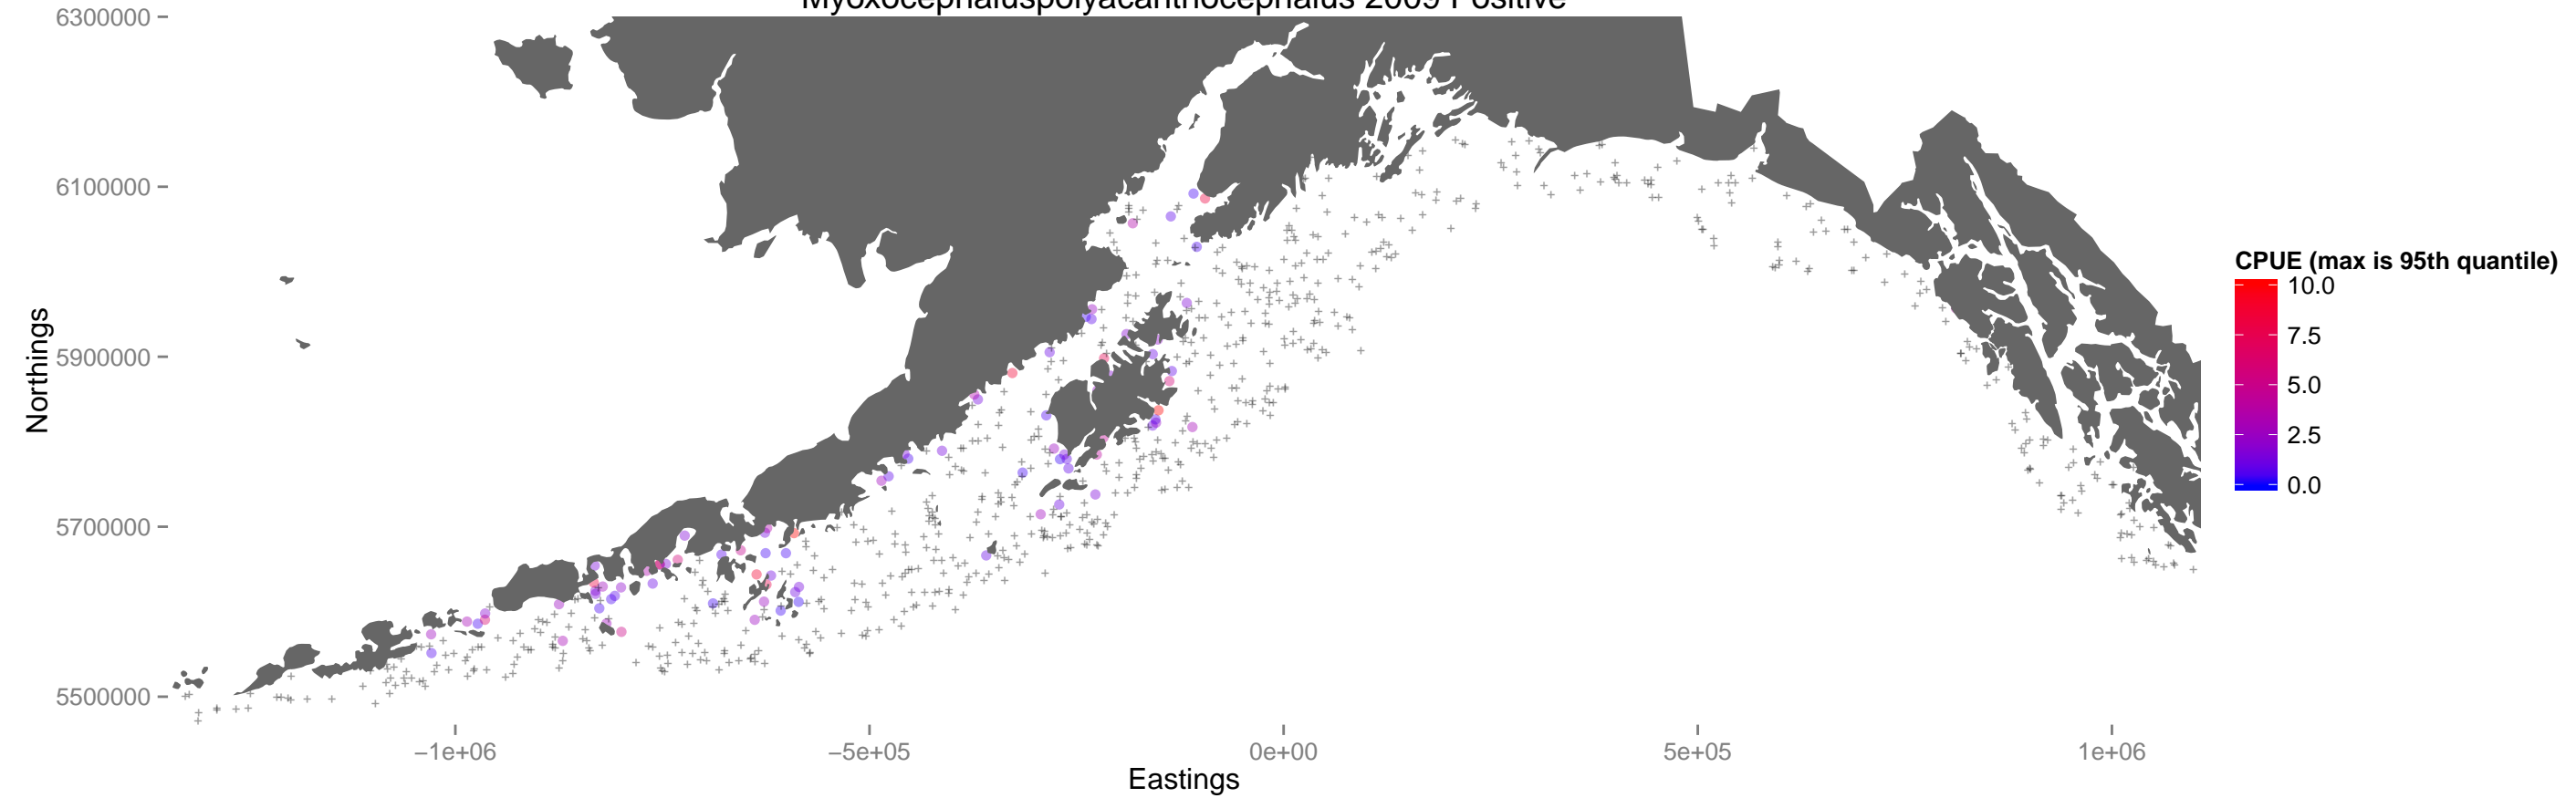 Myoxocephaluspolyacanthocephalus 2009 Positive
6300000
6100000
5900000
5700000
5500000
Northings
−1e+06
−5e+05
0e+00
5e+05
1e+06
Eastings
CPUE (max is 95th quantile)
10.0
7.5
5.0
2.5
0.0